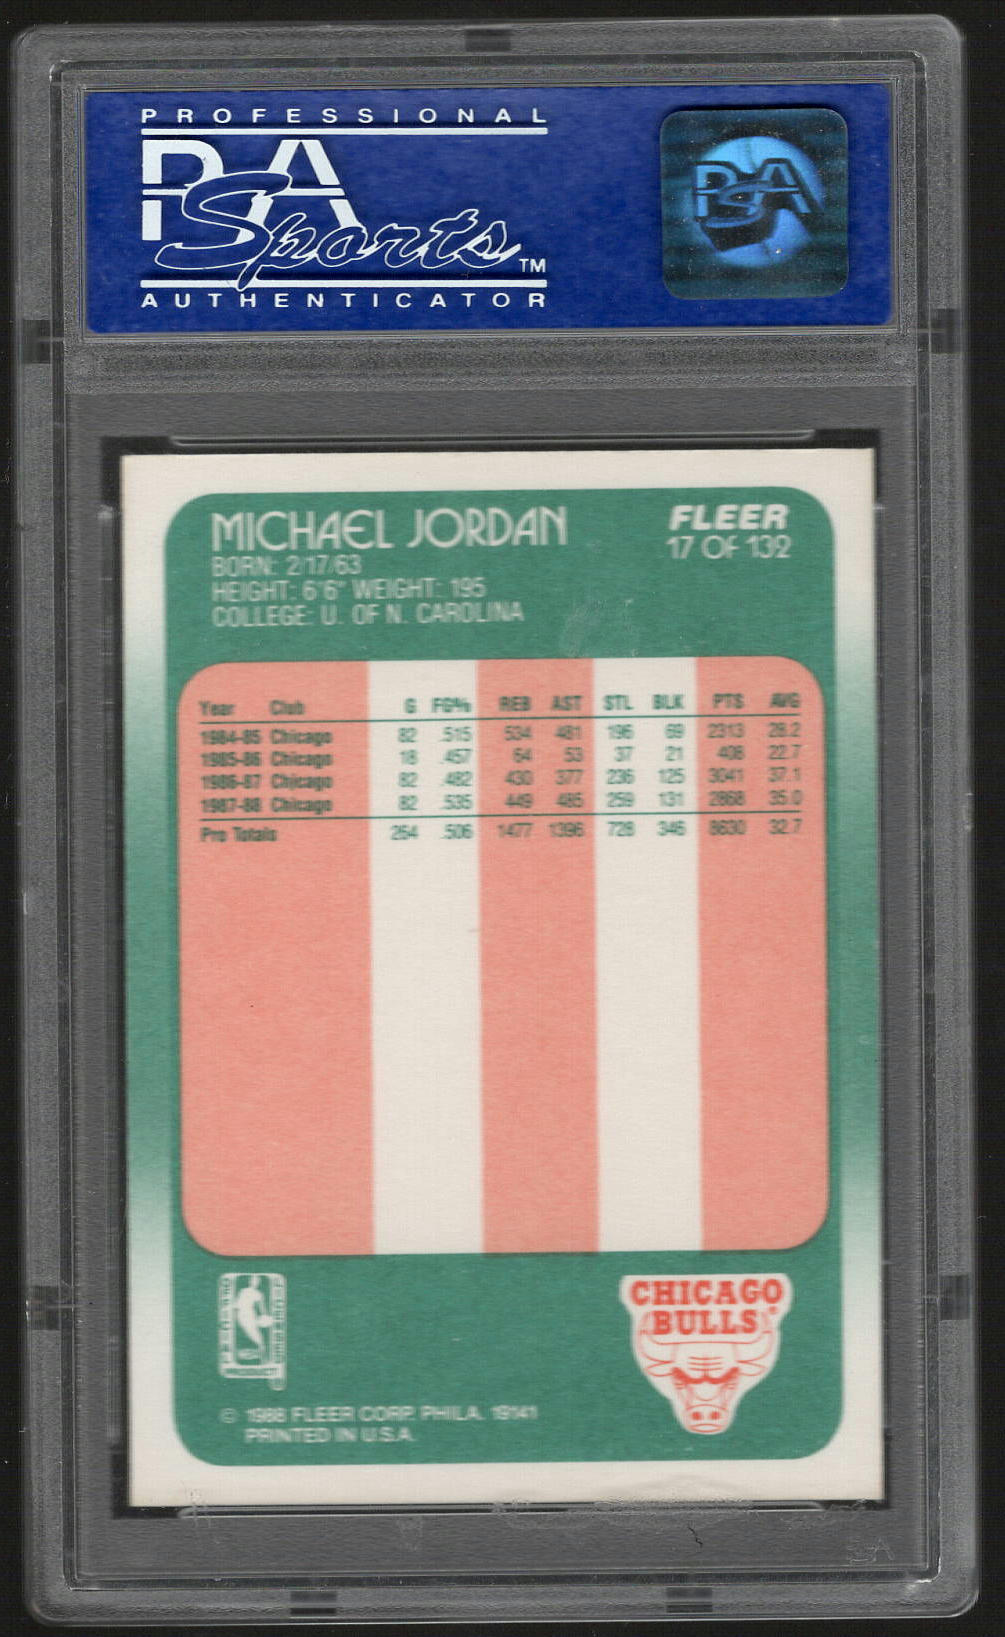 PROFESSIONAL
PSA
Sports™
AUTHENTICATOR
PSA
MICHAEL JORDAN
BORN: 2/17/63
HEIGHT: 6'6" WEIGHT: 195
COLLEGE: U. OF N. CAROLINA
FLEER
17 OF 132
Year Club G FG% REB AST STL BLK PTS AVG
1984-85 Chicago 82 .515 534 481 196 69 2313 28.2
1985-86 Chicago 18 .457 64 53 37 21 408 22.7
1986-87 Chicago 82 .482 430 377 236 125 3041 37.1
1987-88 Chicago 82 .535 449 485 259 131 2868 35.0
Pro Totals 264 .506 1477 1396 728 346 8630 32.7
CHICAGO
BULLS®
© 1988 FLEER CORP. PHILA. 19141
PRINTED IN U.S.A.